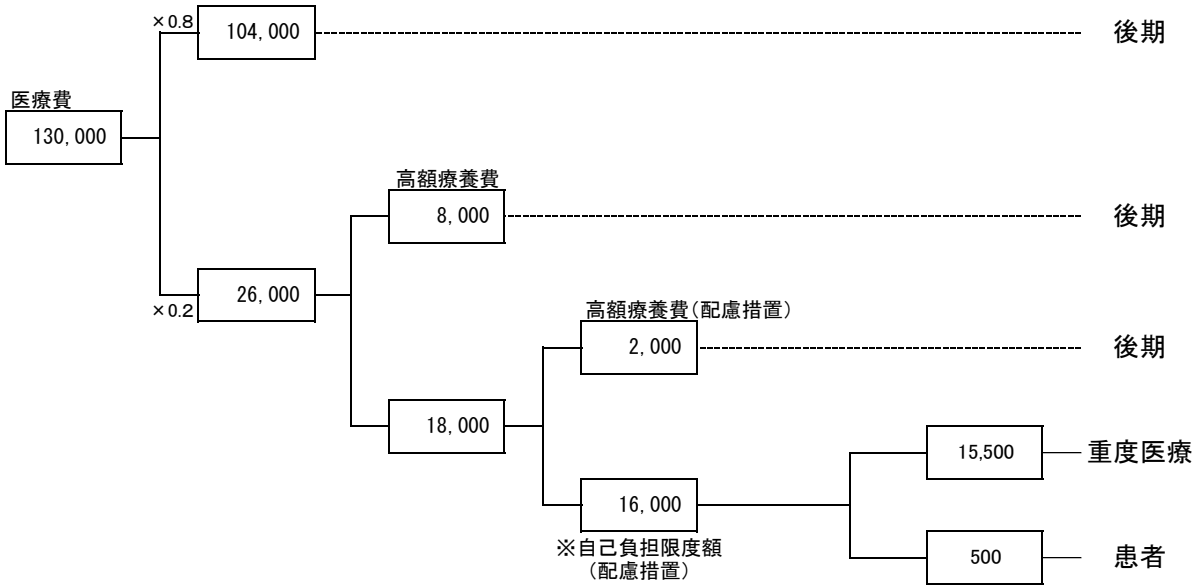 ×0.8
104,000
後期
医療費
130,000
高額療養費
8,000
後期
×0.2
26,000
高額療養費(配慮措置)
2,000
後期
18,000
15,500
重度医療
16,000
※自己負担限度額
(配慮措置)
500
患者